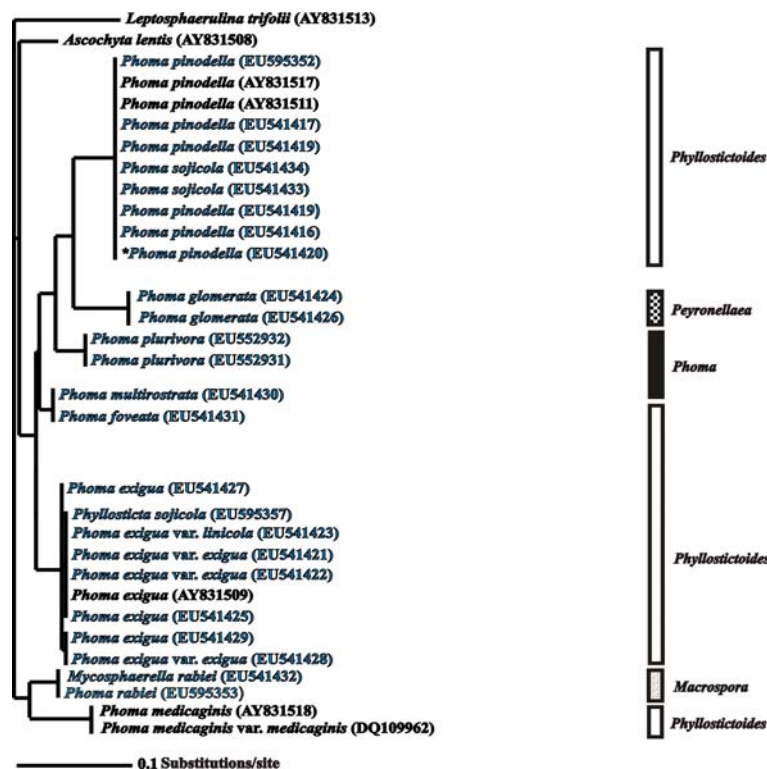 Leptosphaerulina trifolii (AY831513)
Ascochyta lentis (AY831508)
Phoma pinodella (EU595352)
Phoma pinodella (AY831517)
Phoma pinodella (AY831511)
Phoma pinodella (EU541417)
Phoma pinodella (EU541419)
Phoma sojicola (EU541434)
Phoma sojicola (EU541433)
Phoma pinodella (EU541419)
Phoma pinodella (EU541416)
*Phoma pinodella (EU541420)
Phyllostictoides
Phoma glomerata (EU541424)
Phoma glomerata (EU541426)
Peyronellaea
Phoma plurivora (EU552932)
Phoma plurivora (EU552931)
Phoma
Phoma multirostrata (EU541430)
Phoma foveata (EU541431)
Phoma exigua (EU541427)
Phyllosticta sojicola (EU595357)
Phoma exigua var. linicola (EU541423)
Phoma exigua var. exigua (EU541421)
Phoma exigua var. exigua (EU541422)
Phoma exigua (AY831509)
Phoma exigua (EU541425)
Phoma exigua (EU541429)
Phoma exigua var. exigua (EU541428)
Phyllostictoides
Mycosphaerella rabiei (EU541432)
Phoma rabiei (EU595353)
Macrospora
Phoma medicaginis (AY831518)
Phoma medicaginis var. medicaginis (DQ109962)
Phyllostictoides
0.1 Substitutions/site